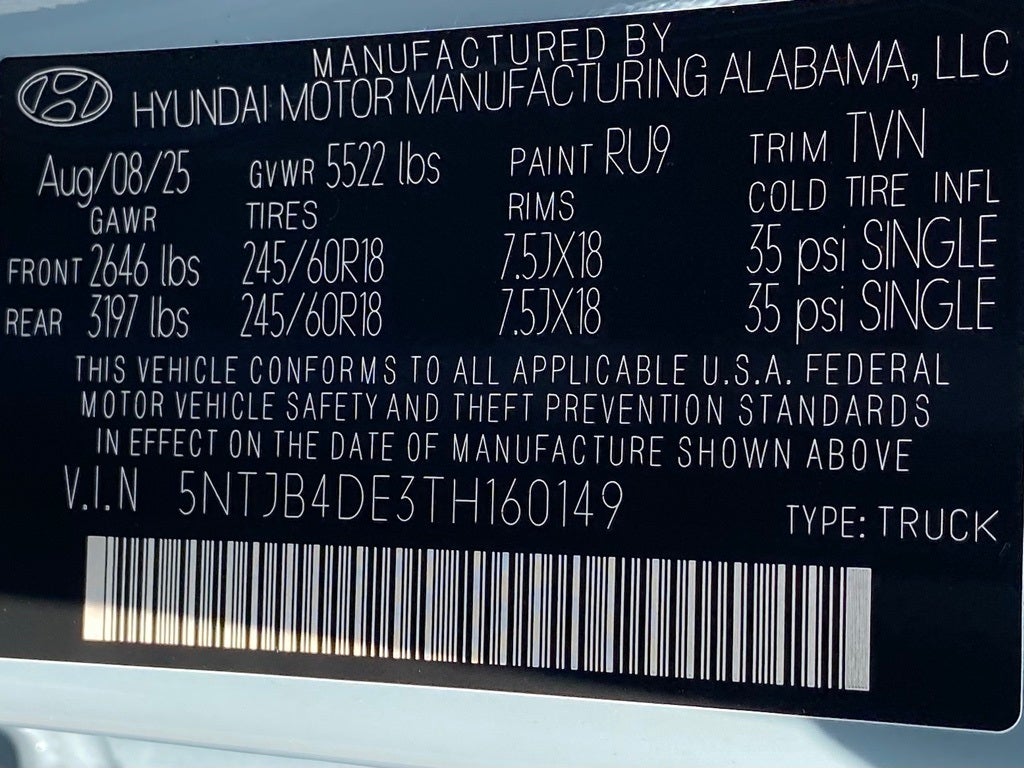 MANUFACTURED BY
HYUNDAI MOTOR MANUFACTURING ALABAMA, LLC
Aug/08/25 GVWR 5522 lbs PAINT RU9 TRIM TVN
GAWR TIRES RIMS COLD TIRE INFL
FRONT 2646 lbs 245/60R18 7.5JX18 35 psi SINGLE
REAR 3197 lbs 245/60R18 7.5JX18 35 psi SINGLE
THIS VEHICLE CONFORMS TO ALL APPLICABLE U.S.A. FEDERAL
MOTOR VEHICLE SAFETY AND THEFT PREVENTION STANDARDS
IN EFFECT ON THE DATE OF MANUFACTURE SHOWN ABOVE
V.I.N 5NTJB4DE3TH160149 TYPE: TRUCK